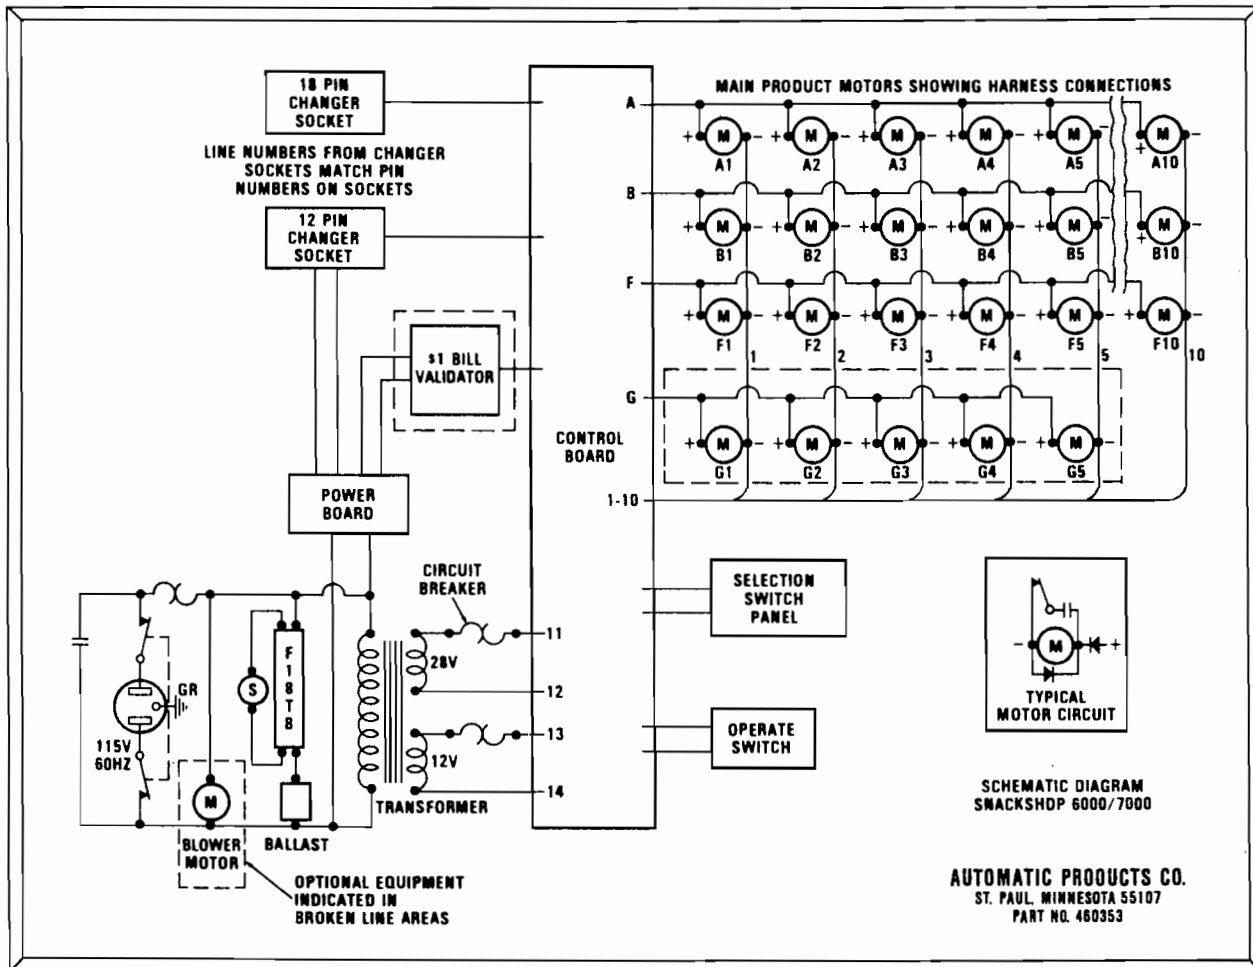 18 PIN
CHANGER
SOCKET
LINE NUMBERS FROM CHANGER
SOCKETS MATCH PIN
NUMBERS ON SOCKETS
12 PIN
CHANGER
SOCKET
$1 BILL
VALIDATOR
POWER
BOARD
CONTROL
BOARD
MAIN PRODUCT MOTORS SHOWING HARNESS CONNECTIONS
A
+ M - + M - + M - + M - + M - + M -
A1 A2 A3 A4 A5 A10
B
+ M - + M - + M - + M - + M - + M -
B1 B2 B3 B4 B5 B10
F
+ M - + M - + M - + M - + M - + M -
F1 F2 F3 F4 F5 F10
1 2 3 4 5 10
G
+ M - + M - + M - + M - + M -
G1 G2 G3 G4 G5
1-10
CIRCUIT
BREAKER
11
28V
12
13
12V
14
TRANSFORMER
GR
115V
60HZ
S
F18T8
M
BLOWER
MOTOR
BALLAST
OPTIONAL EQUIPMENT
INDICATED IN
BROKEN LINE AREAS
SELECTION
SWITCH
PANEL
OPERATE
SWITCH
- M +
TYPICAL
MOTOR CIRCUIT
SCHEMATIC DIAGRAM
SNACKSHDP 6000/7000
AUTOMATIC PROOUCTS CO.
ST. PAUL, MINNESOTA 55107
PART NO. 460353